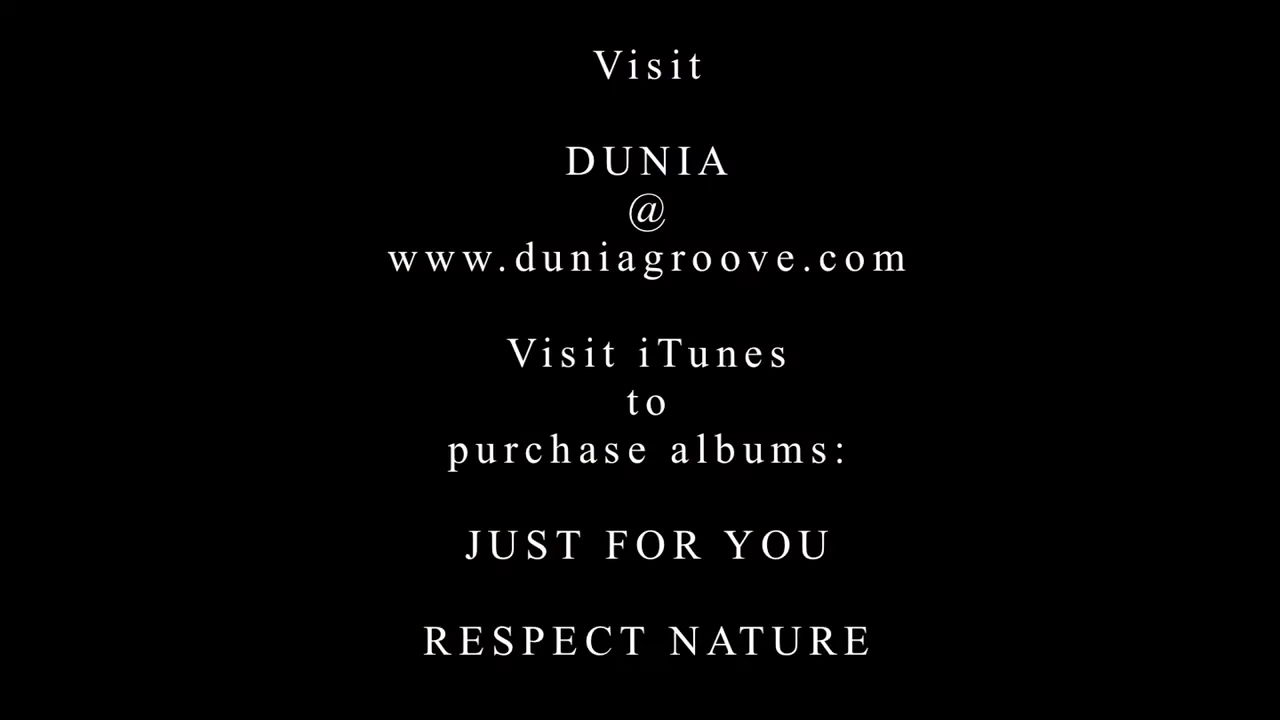 Visit
DUNIA
@
www.duniagroove.com
Visit iTunes
to
purchase albums:
JUST FOR YOU
RESPECT NATURE